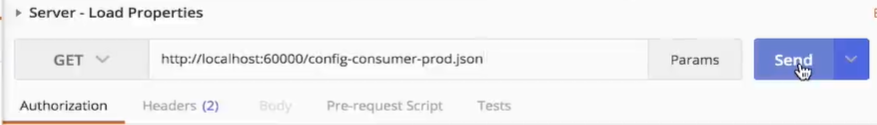 Server - Load Properties
GET http://localhost:60000/config-consumer-prod.json Params Send
Authorization Headers (2) Body Pre-request Script Tests